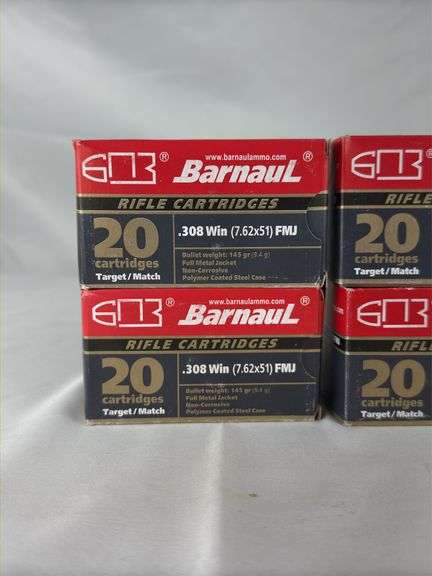 www.barnaulammo.com
БПЗ® BarnauL®
RIFLE CARTRIDGES
20
cartridges
Target/Match
.308 Win (7.62x51) FMJ
Bullet weight: 145 gr (9.4 g)
Full Metal Jacket
Non-Corrosive
Polymer Coated Steel Case
БПЗ®
RIFLE
20
cartridges
Target/Match
www.barnaulammo.com
БПЗ® BarnauL®
RIFLE CARTRIDGES
20
cartridges
Target/Match
.308 Win (7.62x51) FMJ
Bullet weight: 145 gr (9.4 g)
Full Metal Jacket
Non-Corrosive
Polymer Coated Steel Case
БПЗ®
RIFLE
20
cartridges
Target/Match